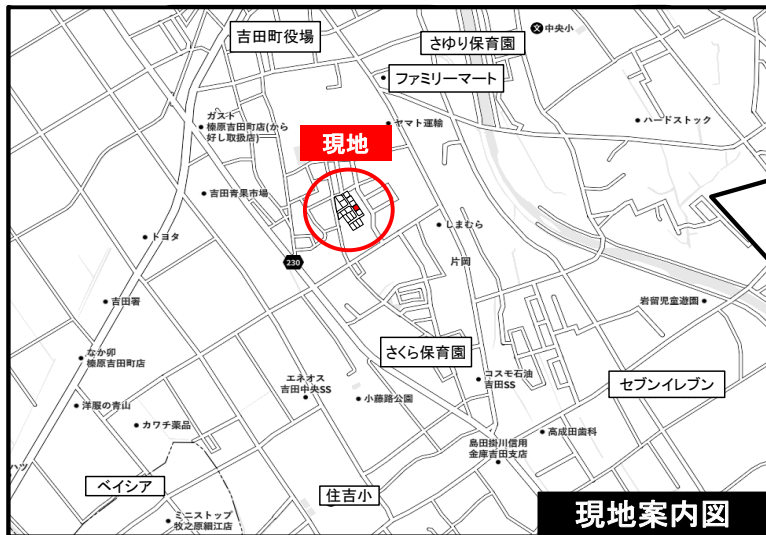 吉田町役場
さゆり保育園
文 中央小
ファミリーマート
ガスト
榛原吉田町店(から
好し取扱店)
ヤマト運輸
ハードストック
現地
吉田青果市場
しまむら
トヨタ
片岡
230
吉田署
岩留児童遊園
さくら保育園
なか卯
榛原吉田町店
エネオス
吉田中央SS
コスモ石油
吉田SS
セブンイレブン
洋服の青山
小藤路公園
カワチ薬品
高成田歯科
島田掛川信用
金庫吉田支店
ハツ
ベイシア
住吉小
ミニストップ
牧之原細江店
現地案内図